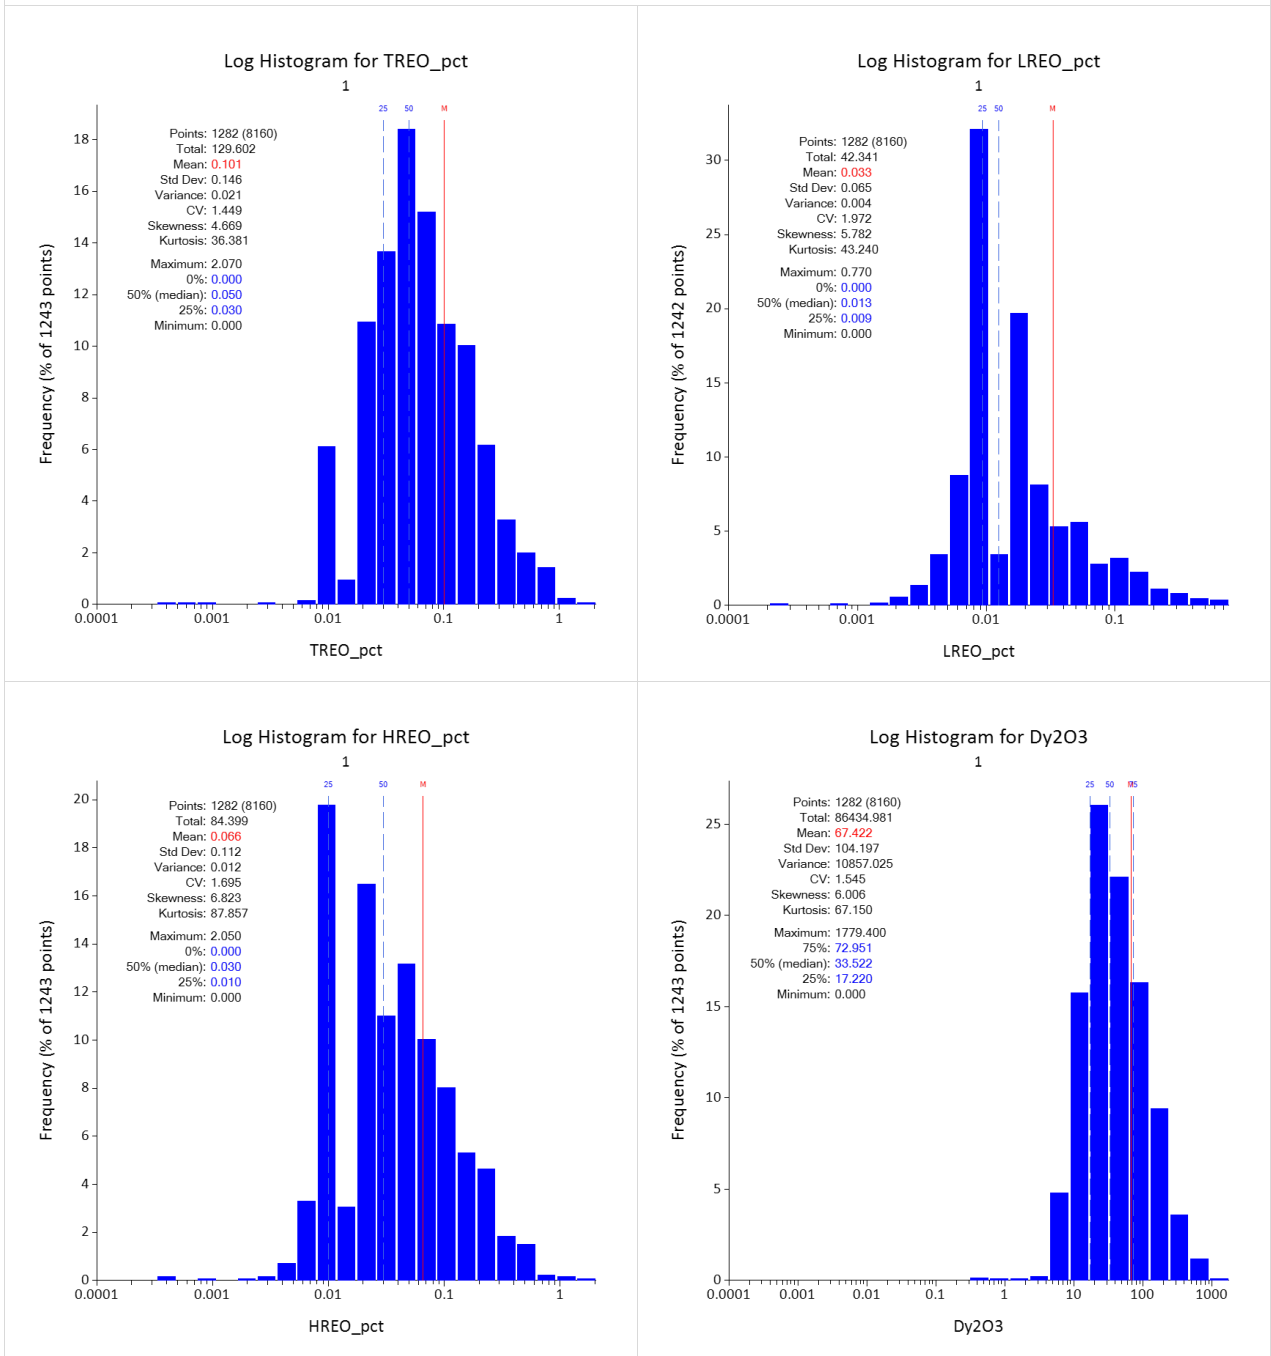 Log Histogram for TREO_pct
1
25 50 M
Points: 1282 (8160)
Total: 129.602
Mean: 0.101
Std Dev: 0.146
Variance: 0.021
CV: 1.449
Skewness: 4.669
Kurtosis: 36.381
Maximum: 2.070
0%: 0.000
50% (median): 0.050
25%: 0.030
Minimum: 0.000
Frequency (% of 1243 points)
18
16
14
12
10
8
6
4
2
0
0.0001 0.001 0.01 0.1 1
TREO_pct
Log Histogram for LREO_pct
1
25 50 M
Points: 1282 (8160)
Total: 42.341
Mean: 0.033
Std Dev: 0.065
Variance: 0.004
CV: 1.972
Skewness: 5.782
Kurtosis: 43.240
Maximum: 0.770
0%: 0.000
50% (median): 0.013
25%: 0.009
Minimum: 0.000
Frequency (% of 1242 points)
30
25
20
15
10
5
0
0.0001 0.001 0.01 0.1
LREO_pct
Log Histogram for HREO_pct
1
25 50 M
Points: 1282 (8160)
Total: 84.399
Mean: 0.066
Std Dev: 0.112
Variance: 0.012
CV: 1.695
Skewness: 6.823
Kurtosis: 87.857
Maximum: 2.050
0%: 0.000
50% (median): 0.030
25%: 0.010
Minimum: 0.000
Frequency (% of 1243 points)
20
18
16
14
12
10
8
6
4
2
0
0.0001 0.001 0.01 0.1 1
HREO_pct
Log Histogram for Dy2O3
1
25 50 M 75
Points: 1282 (8160)
Total: 86434.981
Mean: 67.422
Std Dev: 104.197
Variance: 10857.025
CV: 1.545
Skewness: 6.006
Kurtosis: 67.150
Maximum: 1779.400
75%: 72.951
50% (median): 33.522
25%: 17.220
Minimum: 0.000
Frequency (% of 1243 points)
25
20
15
10
5
0
0.0001 0.001 0.01 0.1 1 10 100 1000
Dy2O3